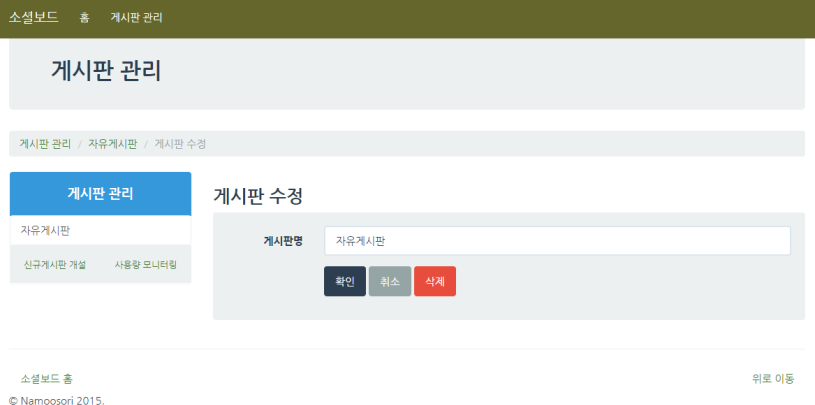 소셜보드 홈 게시판 관리
게시판 관리
게시판 관리 / 자유게시판 / 게시판 수정
게시판 관리
자유게시판
신규게시판 개설 사용량 모니터링
게시판 수정
게시판명 자유게시판
확인 취소 삭제
소셜보드 홈 위로 이동
© Namoosori 2015.